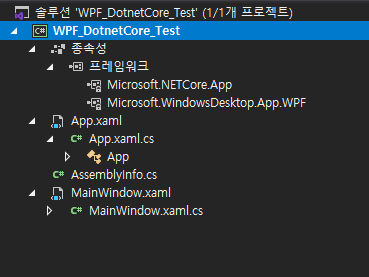 솔루션 'WPF_DotnetCore_Test' (1/1개 프로젝트)
C# WPF_DotnetCore_Test
종속성
프레임워크
Microsoft.NETCore.App
Microsoft.WindowsDesktop.App.WPF
App.xaml
C# App.xaml.cs
App
C# AssemblyInfo.cs
MainWindow.xaml
C# MainWindow.xaml.cs